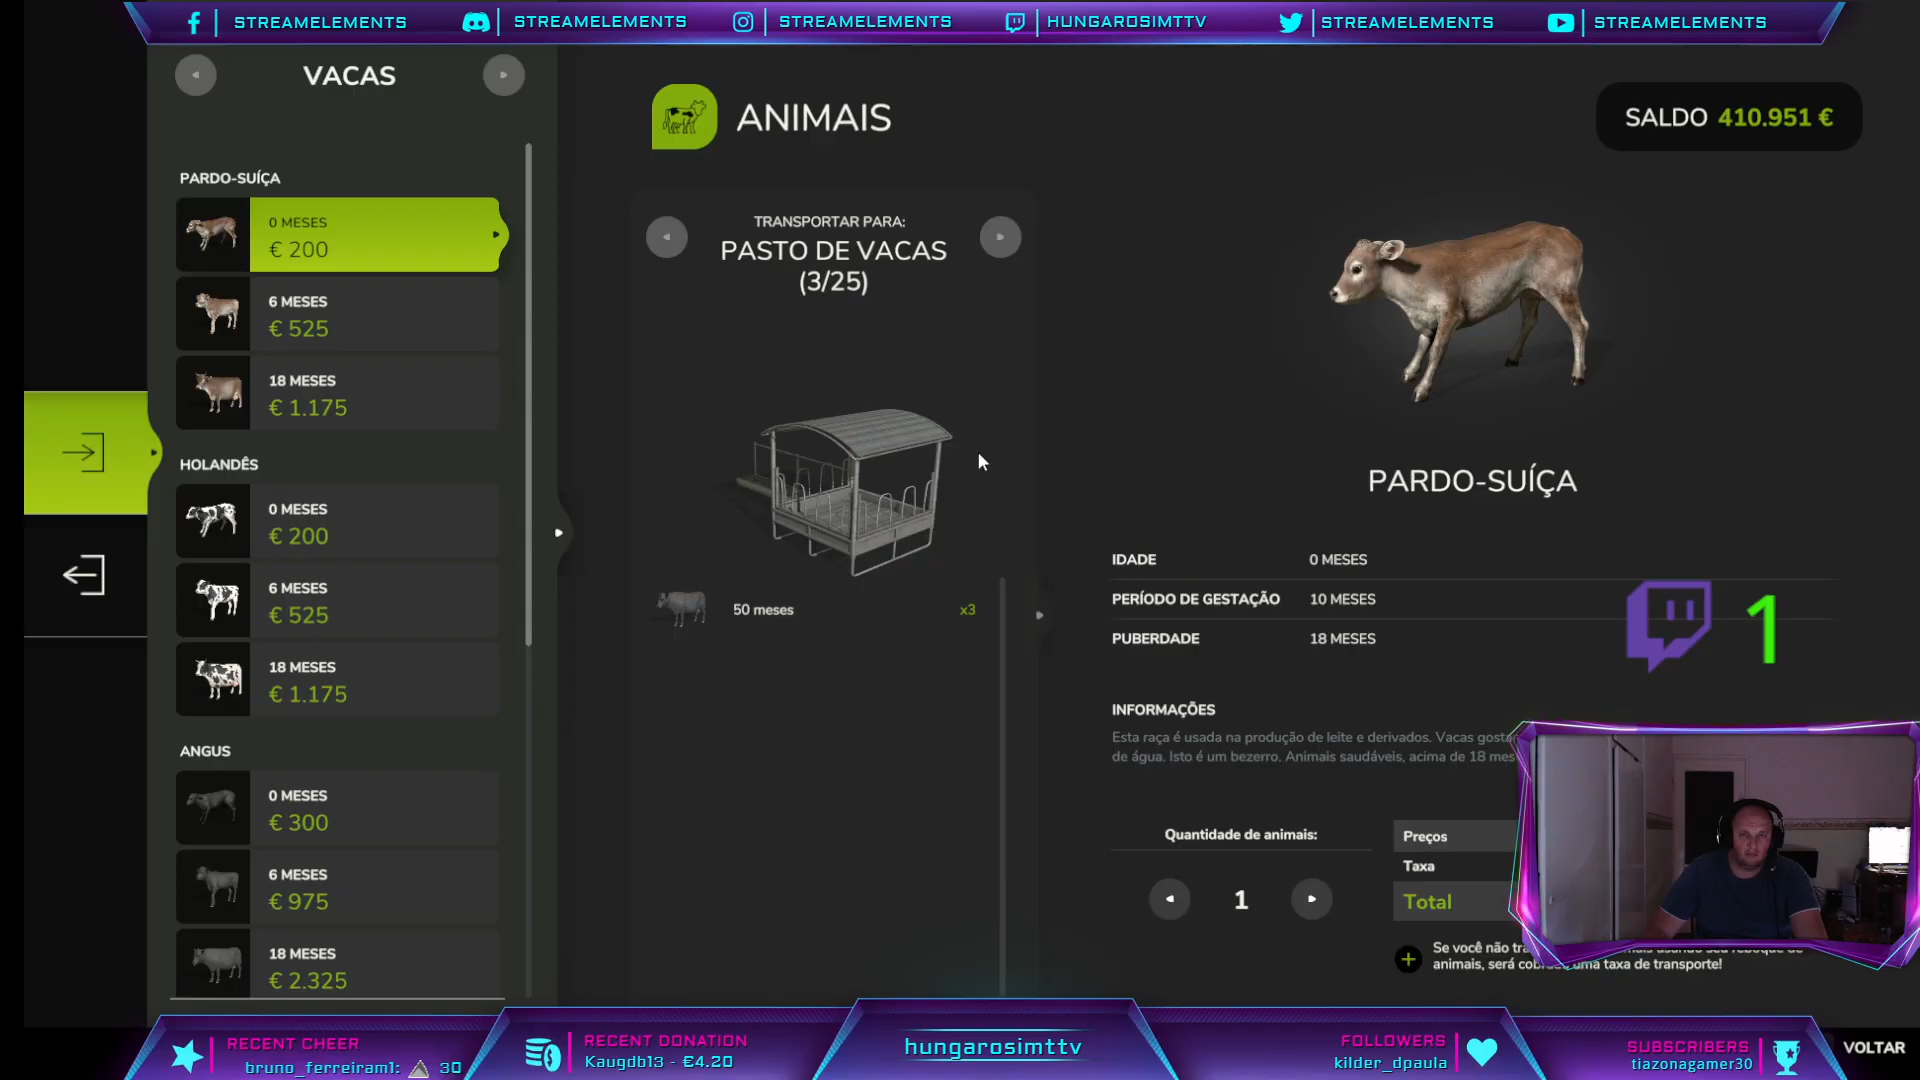 STREAMELEMENTS
STREAMELEMENTS
STREAMELEMENTS
HUNGAROSIMTTV
STREAMELEMENTS
STREAMELEMENTS
VACAS
PARDO-SUÍÇA
0 MESES
€ 200
6 MESES
€ 525
18 MESES
€ 1.175
HOLANDÊS
0 MESES
€ 200
6 MESES
€ 525
18 MESES
€ 1.175
ANGUS
0 MESES
€ 300
6 MESES
€ 975
18 MESES
€ 2.325
ANIMAIS
SALDO 410.951 €
TRANSPORTAR PARA:
PASTO DE VACAS
(3/25)
50 meses x3
PARDO-SUÍÇA
IDADE 0 MESES
PERÍODO DE GESTAÇÃO 10 MESES
PUBERDADE 18 MESES
1
INFORMAÇÕES
Esta raça é usada na produção de leite e derivados. Vacas
de água. Isto é um bezerro. Animais saudáveis, acima de 18
Quantidade de animais:
1
Preços
Taxa
Total
Se você não
animais, será uma taxa de transporte!
RECENT CHEER
bruno_ferreiram1: 30
RECENT DONATION
Kaugdb13 - €4.20
hungarosimttv
FOLLOWERS
kilder_dpaula
SUBSCRIBERS
tiazonagamer30
VOLTAR